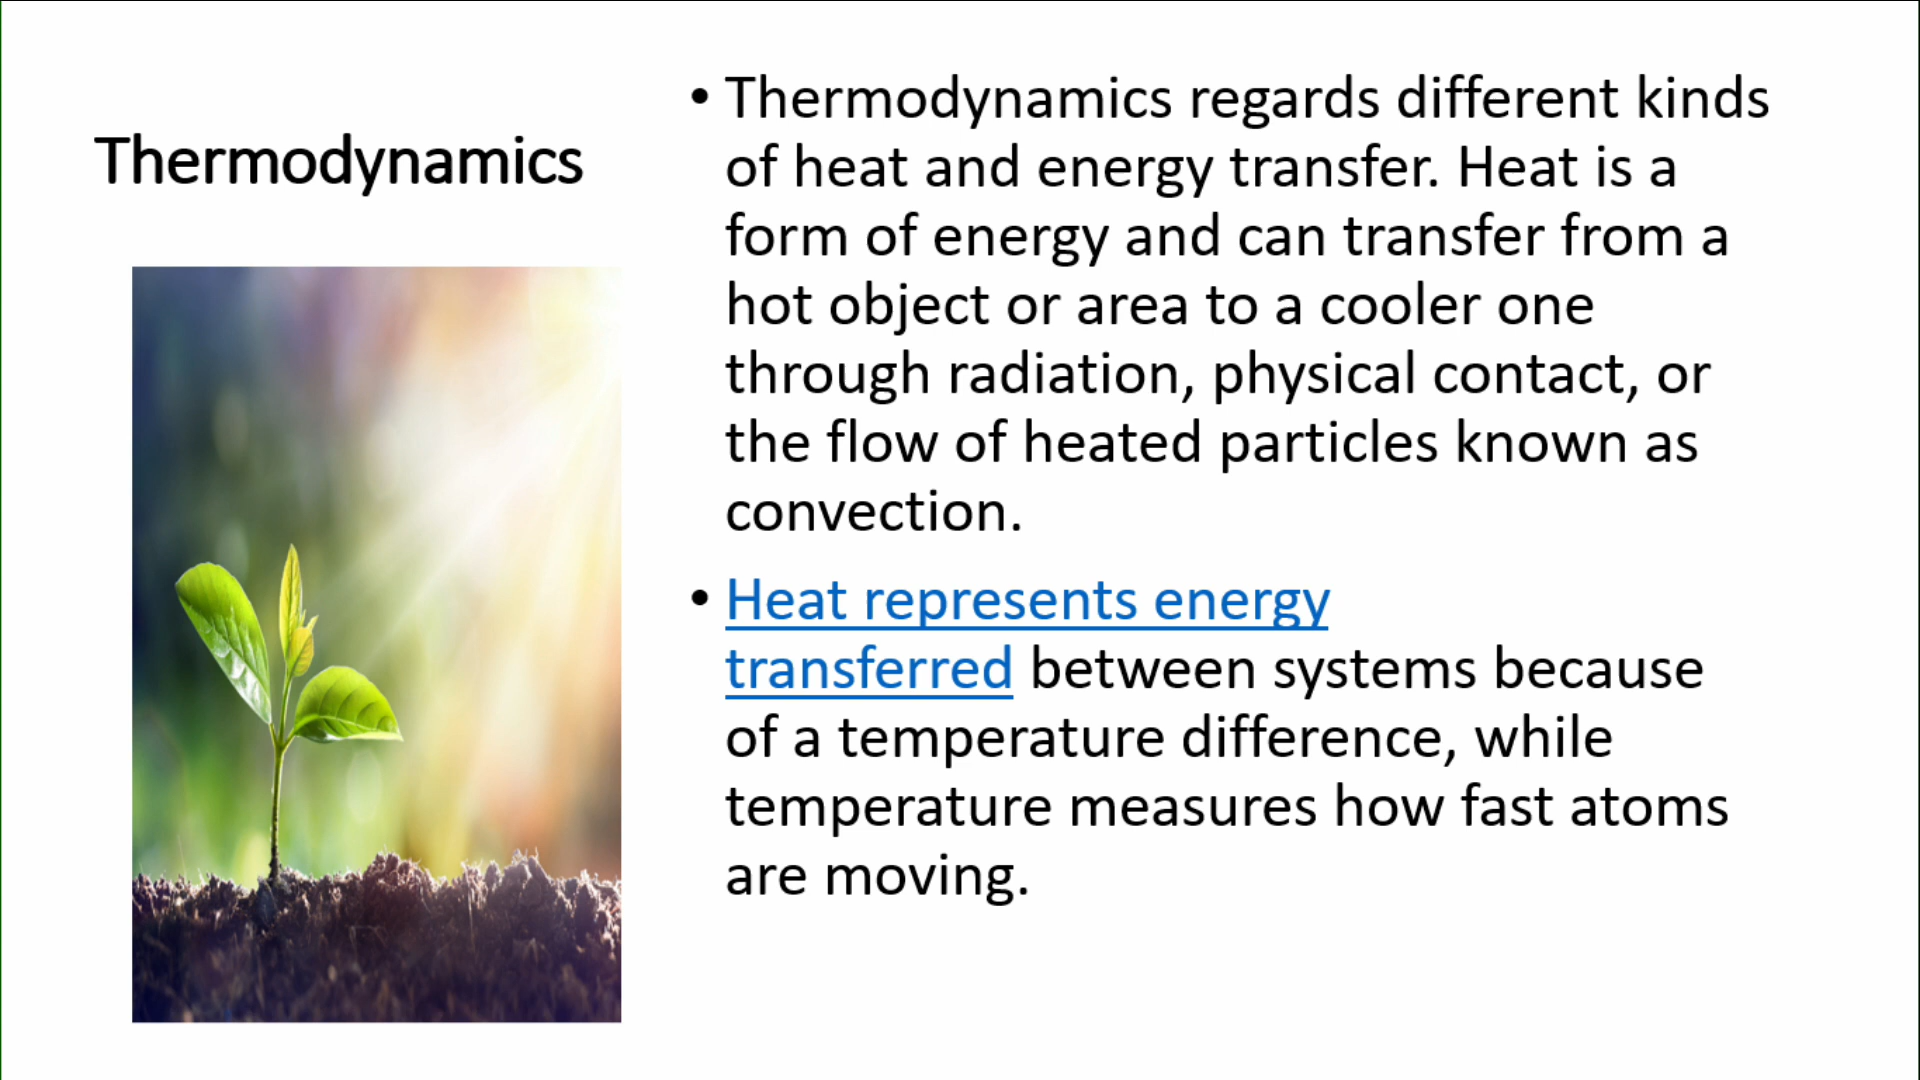 Thermodynamics
• Thermodynamics regards different kinds
of heat and energy transfer. Heat is a
form of energy and can transfer from a
hot object or area to a cooler one
through radiation, physical contact, or
the flow of heated particles known as
convection.
• Heat represents energy
transferred between systems because
of a temperature difference, while
temperature measures how fast atoms
are moving.